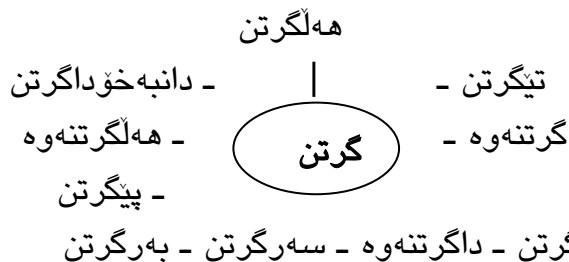 هەڵگرتن
تێگرتن ـ | ـ دانبەخۆداگرتن
گرتنەوە ـ گرتن ـ هەڵگرتنەوە
ـ پێگرتن
گرتن ـ داگرتنەوە ـ سەرگرتن ـ بەرگرتن